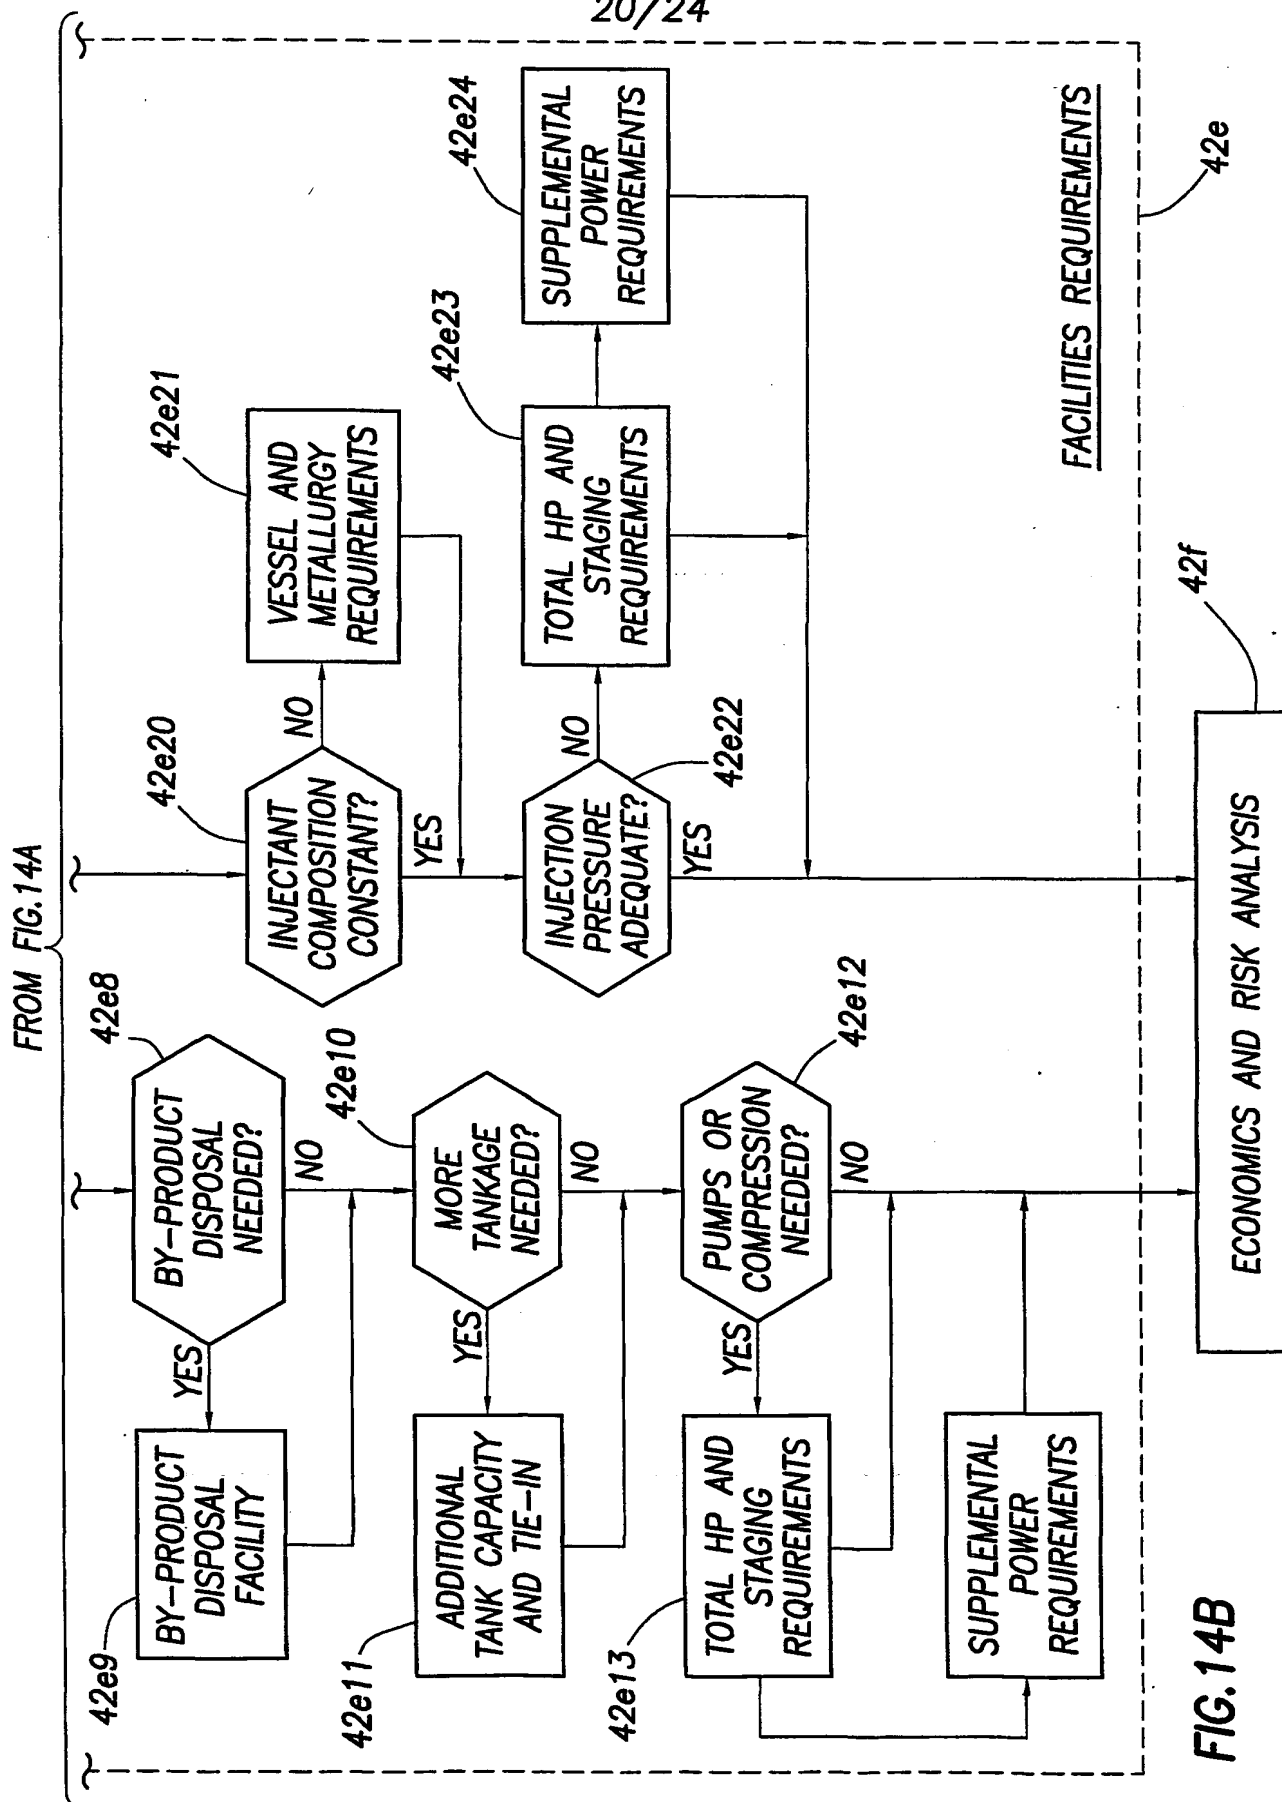 20/24
FROM FIG.14A
42e8
BY-PRODUCT
DISPOSAL
NEEDED?
YES
NO
42e9
BY-PRODUCT
DISPOSAL
FACILITY
42e10
MORE
TANKAGE
NEEDED?
YES
NO
42e11
ADDITIONAL
TANK CAPACITY
AND TIE-IN
42e12
PUMPS OR
COMPRESSION
NEEDED?
YES
NO
42e13
TOTAL HP AND
STAGING
REQUIREMENTS
SUPPLEMENTAL
POWER
REQUIREMENTS
42e20
INJECTANT
COMPOSITION
CONSTANT?
NO
YES
42e21
VESSEL AND
METALLURGY
REQUIREMENTS
42e22
INJECTION
PRESSURE
ADEQUATE?
NO
YES
42e23
TOTAL HP AND
STAGING
REQUIREMENTS
42e24
SUPPLEMENTAL
POWER
REQUIREMENTS
FACILITIES REQUIREMENTS
42e
42f
ECONOMICS AND RISK ANALYSIS
FIG.14B